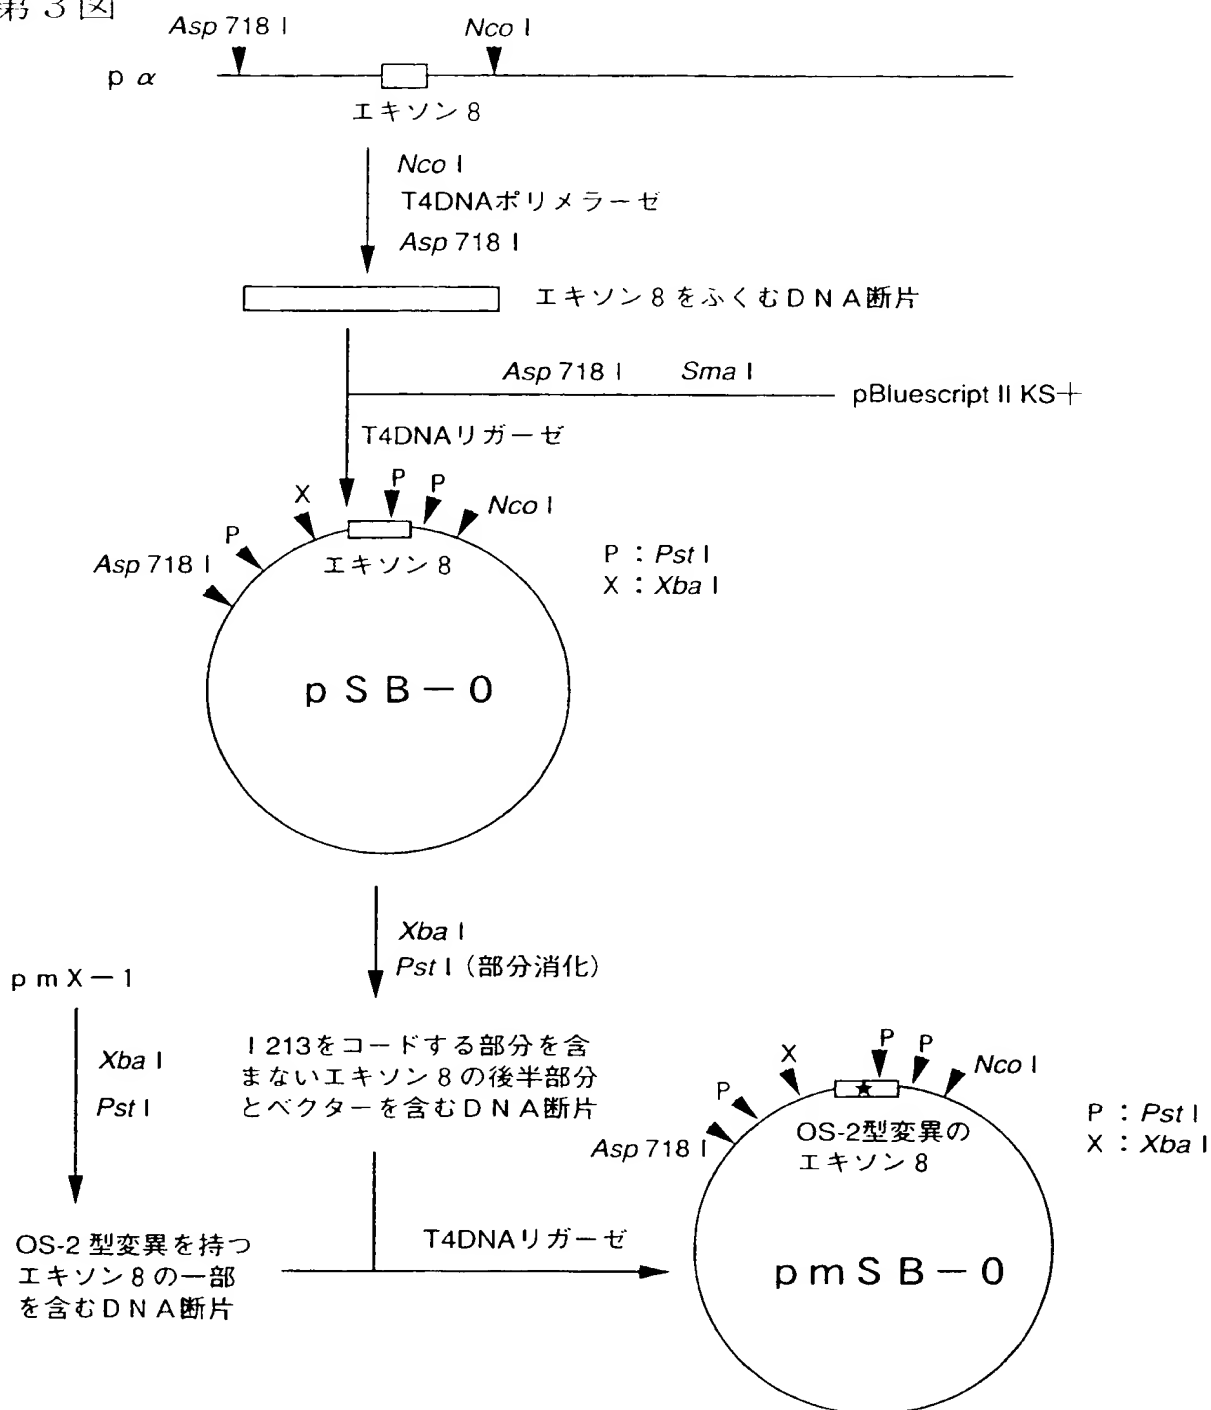 第3図
Asp 718 I
Nco I
p α
エキソン8
Nco I
T4DNAポリメラーゼ
Asp 718 I
エキソン8をふくむDNA断片
Asp 718 I Sma I
pBluescript II KS+
T4DNAリガーゼ
X
P
P
Nco I
P
Asp 718 I
エキソン8
P : Pst I
X : Xba I
pSB-0
Xba I
Pst I (部分消化)
pmX-1
Xba I
Pst I
I 213をコードする部分を含
まないエキソン8の後半部分
とベクターを含むDNA断片
X
P
P
Nco I
P
Asp 718 I
OS-2型変異の
エキソン8
P : Pst I
X : Xba I
OS-2型変異を持つ
エキソン8の一部
を含むDNA断片
T4DNAリガーゼ
pmSB-0